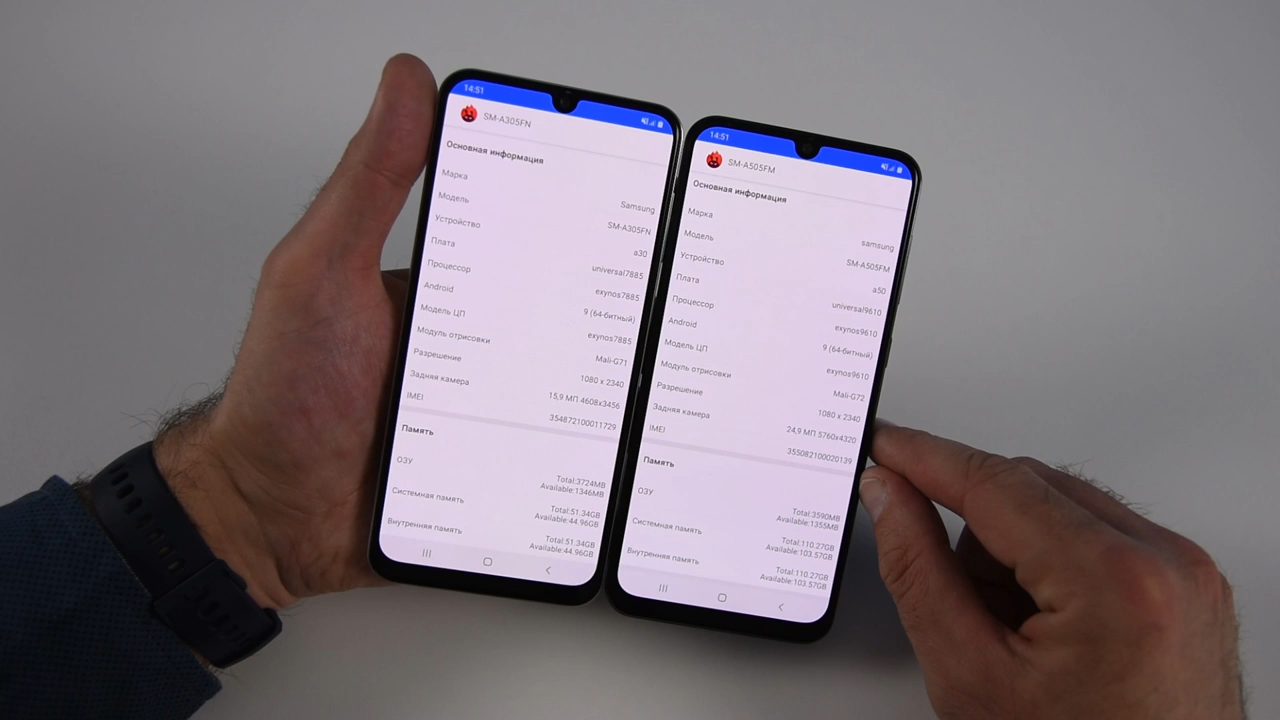 14:51
SM-A305FN
Основная информация
Марка
Samsung
Модель
SM-A305FN
Устройство
a30
Плата
universal7885
Процессор
exynos7885
Android
9 (64-битный)
Модель ЦП
exynos7885
Модуль отрисовки
Mali-G71
Разрешение
1080 x 2340
Задняя камера
15,9 МП 4608x3456
IMEI
354872100011729
Память
ОЗУ
Total:3724MB
Available:1346MB
Системная память
Total:51.34GB
Available:44.96GB
Внутренняя память
Total:51.34GB
Available:44.96GB
14:51
SM-A505FM
Основная информация
Марка
samsung
Модель
SM-A505FM
Устройство
a50
Плата
universal9610
Процессор
exynos9610
Android
9 (64-битный)
Модель ЦП
exynos9610
Модуль отрисовки
Mali-G72
Разрешение
1080 x 2340
Задняя камера
24,9 МП 5760x4320
IMEI
355082100020139
Память
ОЗУ
Total:3590MB
Available:1355MB
Системная память
Total:110.27GB
Available:103.57GB
Внутренняя память
Total:110.27GB
Available:103.57GB